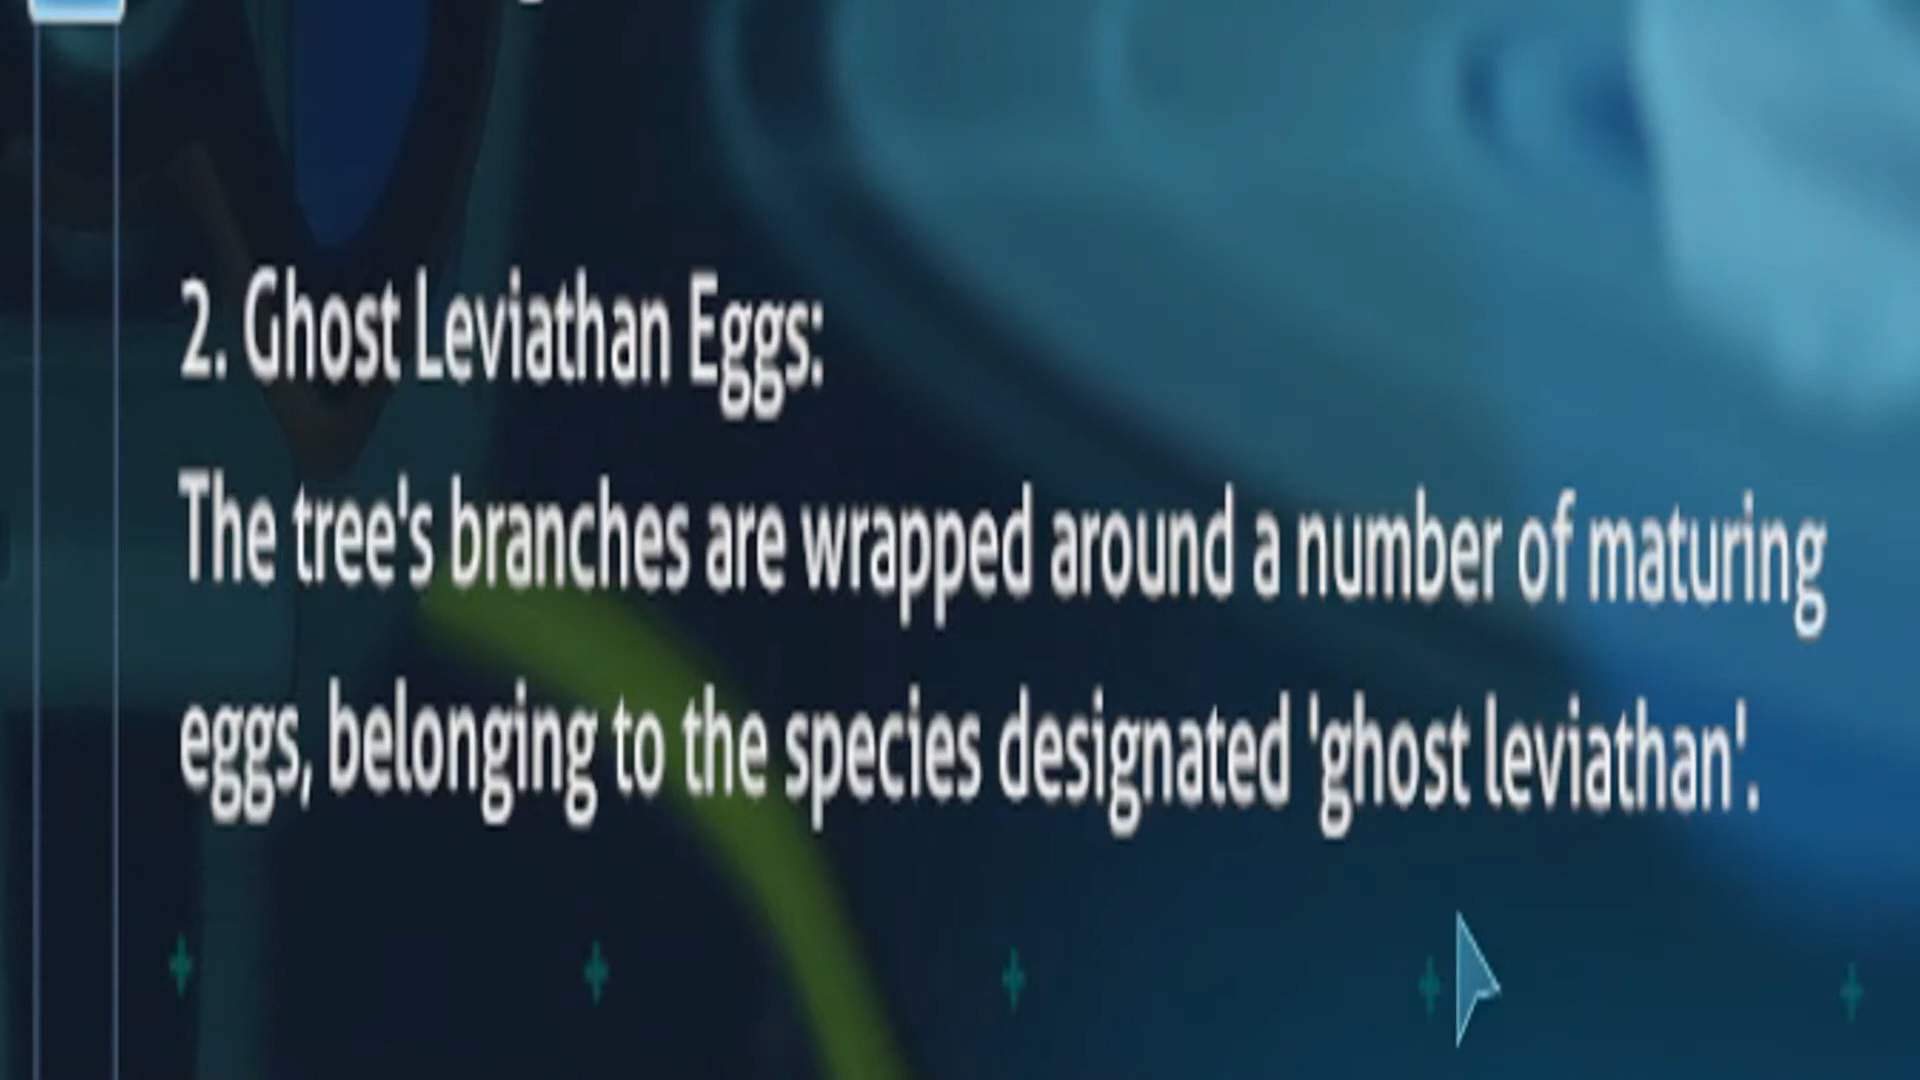 2. Ghost Leviathan Eggs:
The tree's branches are wrapped around a number of maturing
eggs, belonging to the species designated 'ghost leviathan'.